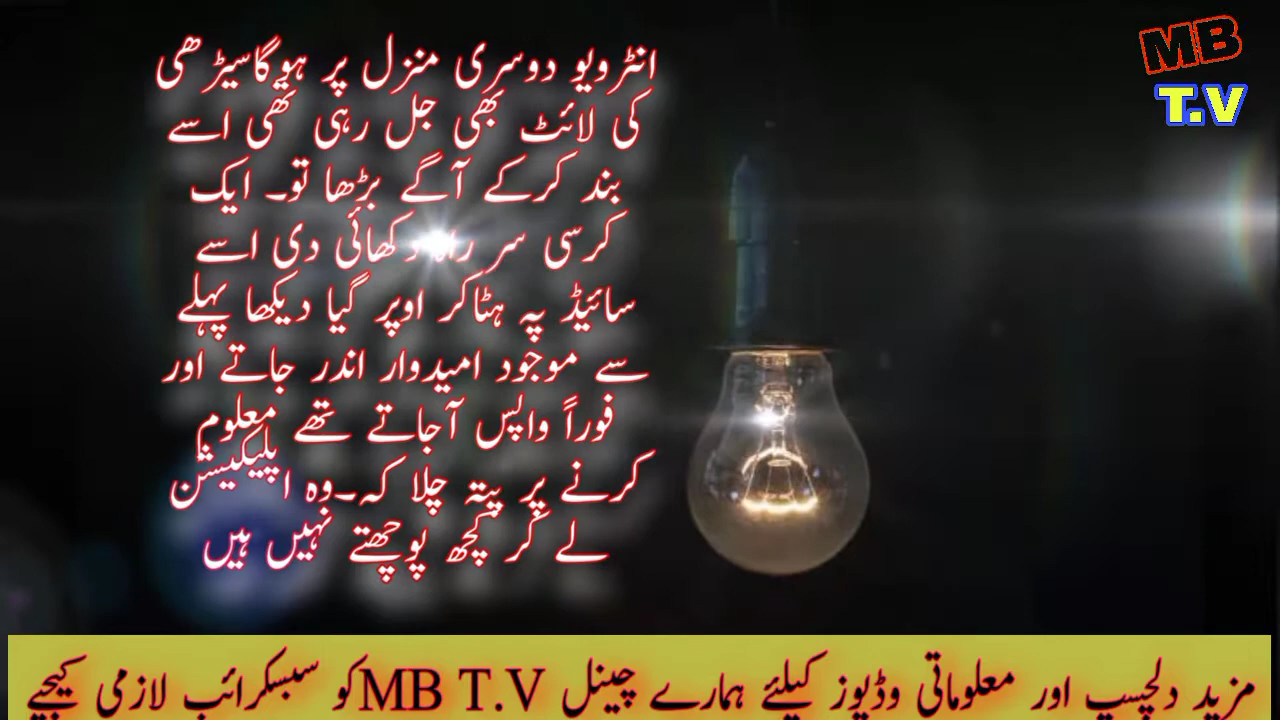 انٹرویو دوسری منزل پر ہوگا سیڑھی
کی لائٹ بھی جل رہی تھی اسے
بند کرکے آگے بڑھا تو۔ ایک
کرسی سر راہ دکھائی دی اسے
سائیڈ پہ ہٹا کر اوپر گیا دیکھا پہلے
سے موجود امیدوار اندر جاتے اور
فوراً واپس آجاتے تھے معلوم
کرنے پر پتہ چلا کہ۔وہ اپلیکیشن
لے کر کچھ پوچھتے نہیں ہیں
MB
T.V
مزید دلچسپ اور معلوماتی وڈیوز کیلئے ہمارے چینل MB T.V کو سبسکرائب لازمی کیجیے